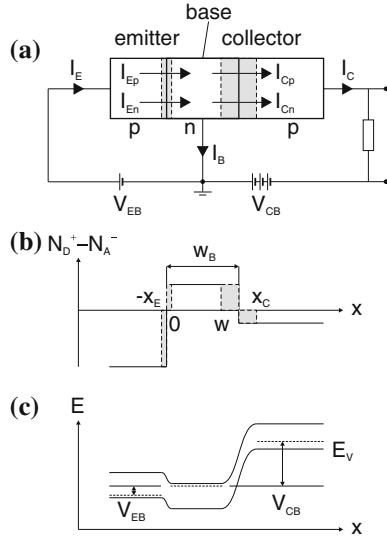 (a)
base
emitter
collector
I_E
I_Ep
I_Cp
I_C
I_En
I_Cn
p
n
p
I_B
V_EB
V_CB
(b)
N_D^+–N_A^-
w_B
-x_E
x_C
0
w
x
(c)
E
E_V
V_EB
V_CB
x